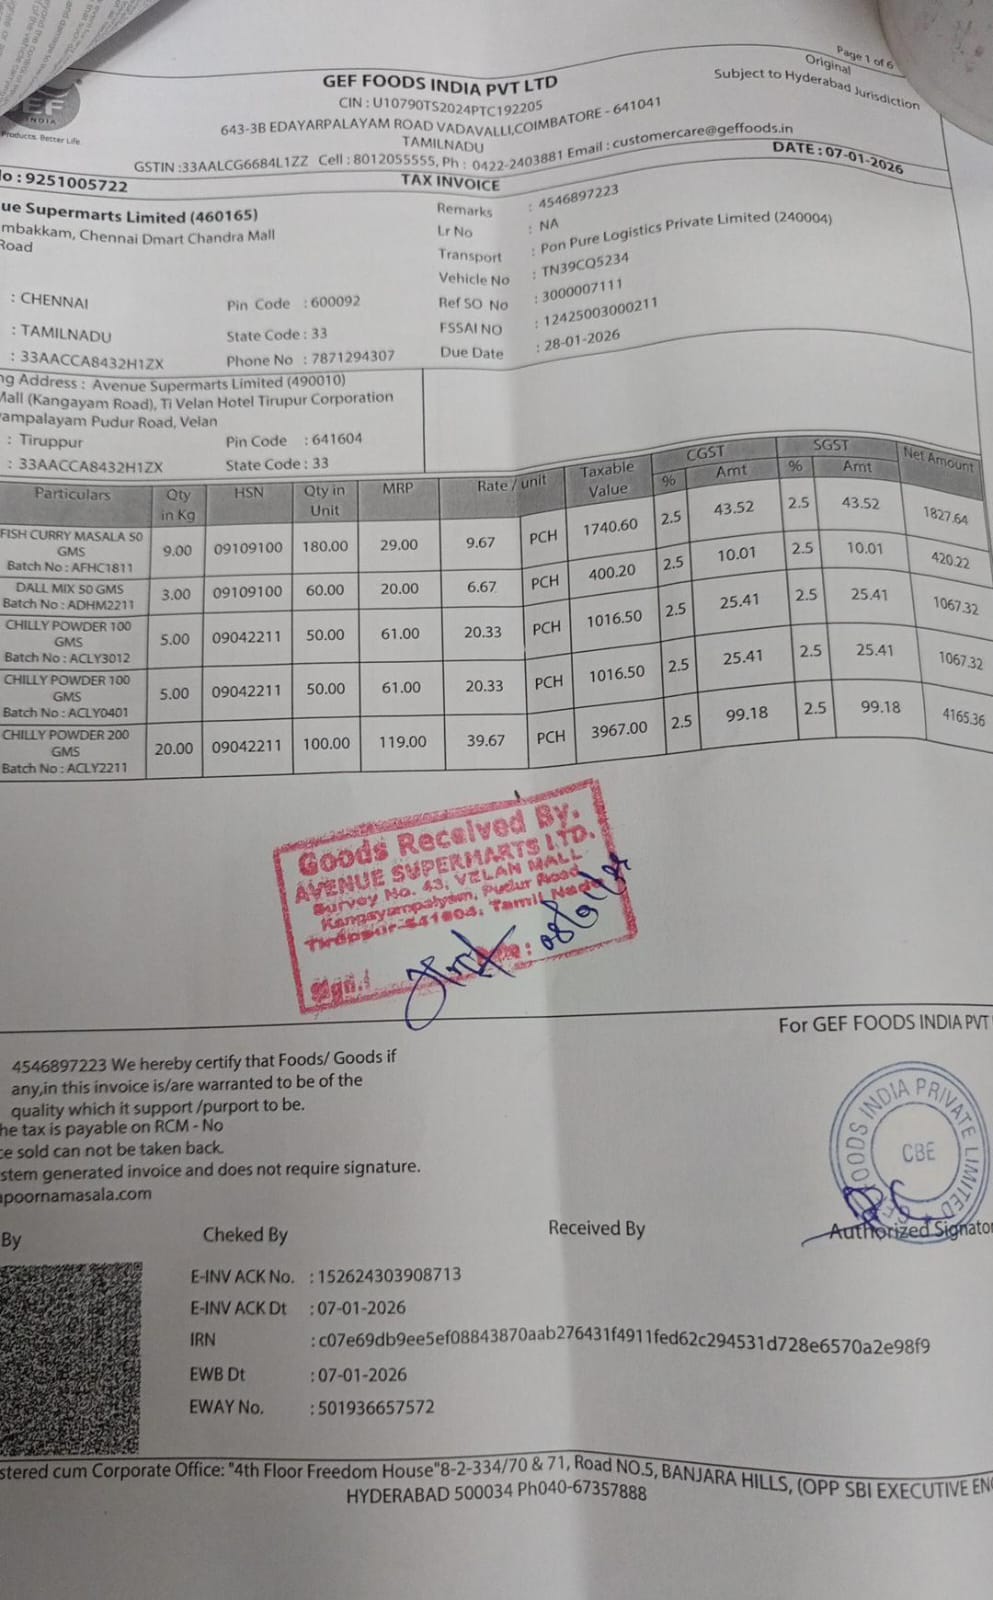 Page 1 of 6
Original
Subject to Hyderabad Jurisdiction
EF
INDIA
Products. Better Life
GEF FOODS INDIA PVT LTD
CIN : U10790TS2024PTC192205
643-3B EDAYARPALAYAM ROAD VADAVALLI,COIMBATORE - 641041
TAMILNADU
GSTIN :33AALCG6684L1ZZ Cell : 8012055555, Ph : 0422-2403881 Email : customercare@geffoods.in
o : 9251005722
TAX INVOICE
DATE : 07-01-2026
ue Supermarts Limited (460165)
mbakkam, Chennai Dmart Chandra Mall
Road
: CHENNAI Pin Code : 600092
: TAMILNADU State Code : 33
: 33AACCA8432H1ZX Phone No : 7871294307
Remarks : 4546897223
Lr No : NA
Transport : Pon Pure Logistics Private Limited (240004)
Vehicle No : TN39CQ5234
Ref SO No : 3000007111
FSSAI NO : 12425003000211
Due Date : 28-01-2026
ng Address : Avenue Supermarts Limited (490010)
Mall (Kangayam Road), Ti Velan Hotel Tirupur Corporation
ampalayam Pudur Road, Velan
: Tiruppur Pin Code : 641604
: 33AACCA8432H1ZX State Code : 33
Particulars Qty in Kg HSN Qty in Unit MRP Rate / unit Taxable Value CGST % Amt SGST % Amt Net Amount
FISH CURRY MASALA 50 GMS 9.00 09109100 180.00 29.00 9.67 PCH 1740.60 2.5 43.52 2.5 43.52 1827.64
Batch No : AFHC1811
DALL MIX 50 GMS 3.00 09109100 60.00 20.00 6.67 PCH 400.20 2.5 10.01 2.5 10.01 420.22
Batch No : ADHM2211
CHILLY POWDER 100 GMS 5.00 09042211 50.00 61.00 20.33 PCH 1016.50 2.5 25.41 2.5 25.41 1067.32
Batch No : ACLY3012
CHILLY POWDER 100 GMS 5.00 09042211 50.00 61.00 20.33 PCH 1016.50 2.5 25.41 2.5 25.41 1067.32
Batch No : ACLY0401
CHILLY POWDER 200 GMS 20.00 09042211 100.00 119.00 39.67 PCH 3967.00 2.5 99.18 2.5 99.18 4165.36
Batch No : ACLY2211
Goods Received By.
AVENUE SUPERMARTS LTD.
Survey No. 43, VELAN MALL
Kangayampalyam, Pudur Road
Tiruppur-641604. Tamil Nadu
Sgd.:
For GEF FOODS INDIA PVT
4546897223 We hereby certify that Foods/ Goods if
any,in this invoice is/are warranted to be of the
quality which it support /purport to be.
he tax is payable on RCM - No
ce sold can not be taken back.
stem generated invoice and does not require signature.
apoornamasala.com
FOODS INDIA PRIVATE LIMITED
CBE
By Cheked By Received By Authorized Signator
E-INV ACK No. : 152624303908713
E-INV ACK Dt : 07-01-2026
IRN : c07e69db9ee5ef08843870aab276431f4911fed62c294531d728e6570a2e98f9
EWB Dt : 07-01-2026
EWAY No. : 501936657572
stered cum Corporate Office: "4th Floor Freedom House"8-2-334/70 & 71, Road NO.5, BANJARA HILLS, (OPP SBI EXECUTIVE EN
HYDERABAD 500034 Ph040-67357888